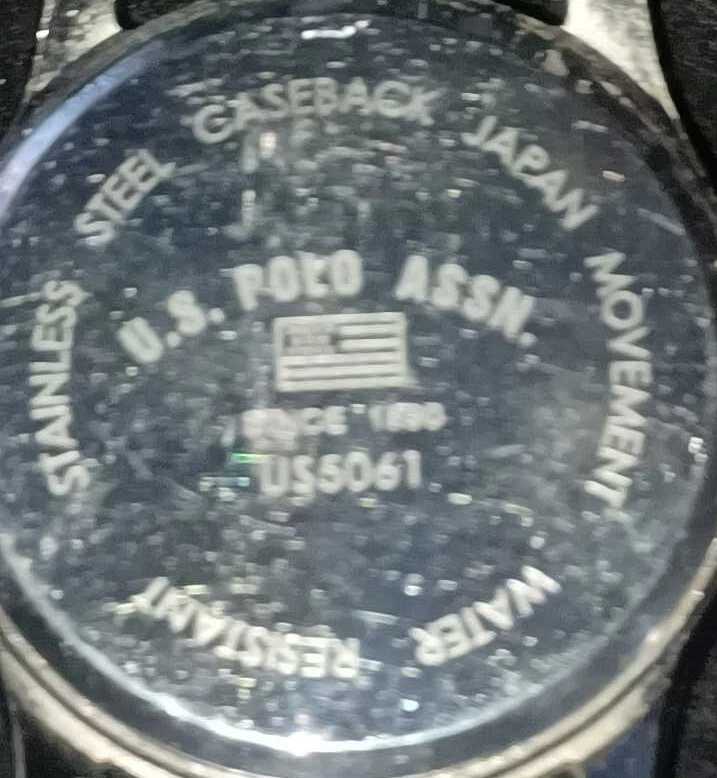 STAINLESS STEEL CASEBACK JAPAN MOVEMENT
WATER RESISTANT
U.S. POLO ASSN.
SINCE 1890
US5061